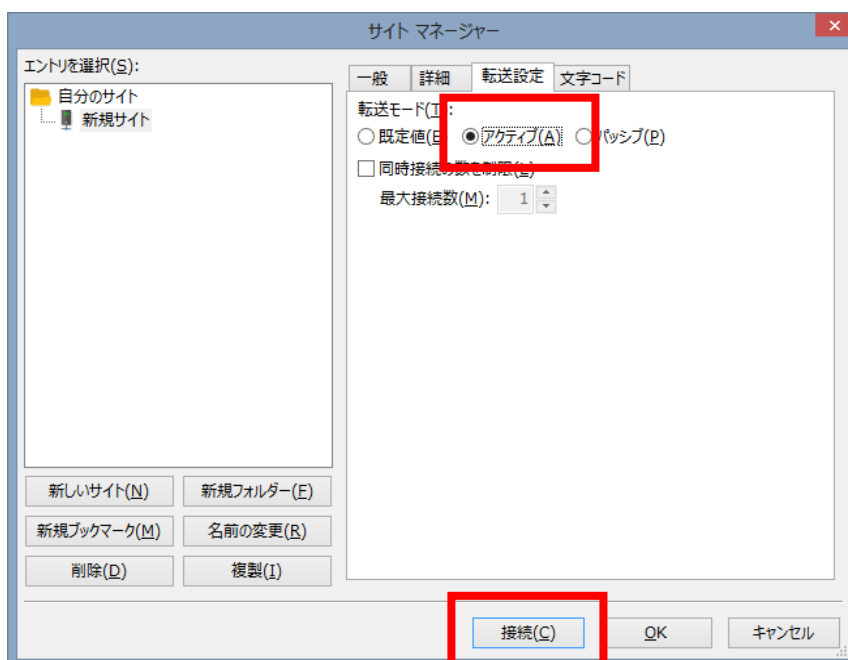 サイト マネージャー
エントリを選択(S):
自分のサイト
新規サイト
新しいサイト(N) 新規フォルダー(F)
新規ブックマーク(M) 名前の変更(R)
削除(D) 複製(I)
一般 詳細 転送設定 文字コード
転送モード(T):
既定値(E アクティブ(A) パッシブ(P)
同時接続の数を制限(L)
最大接続数(M): 1
接続(C) OK キャンセル